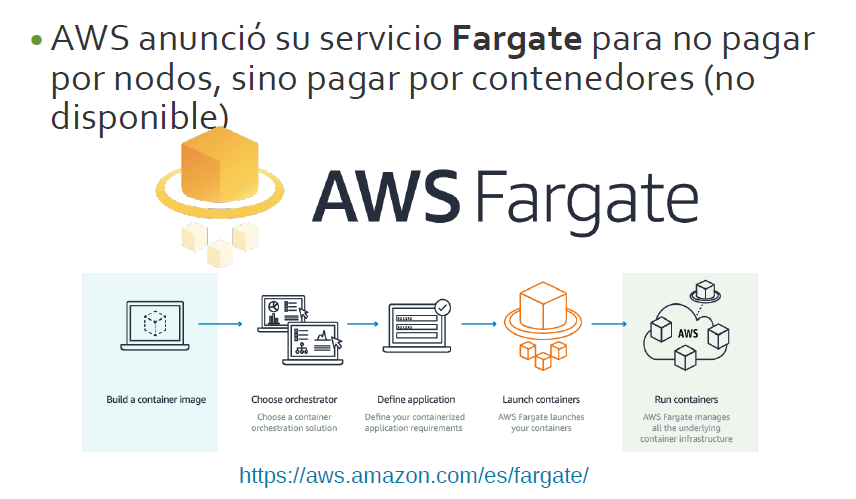 • AWS anunció su servicio Fargate para no pagar
por nodos, sino pagar por contenedores (no
disponible)
AWS Fargate
AWS
Build a container image
Choose orchestrator
Choose a container
orchestration solution
Define application
Define your containerized
application requirements
Launch containers
AWS Fargate launches
your containers
Run containers
AWS Fargate manages
all the underlying
container infrastructure
https://aws.amazon.com/es/fargate/